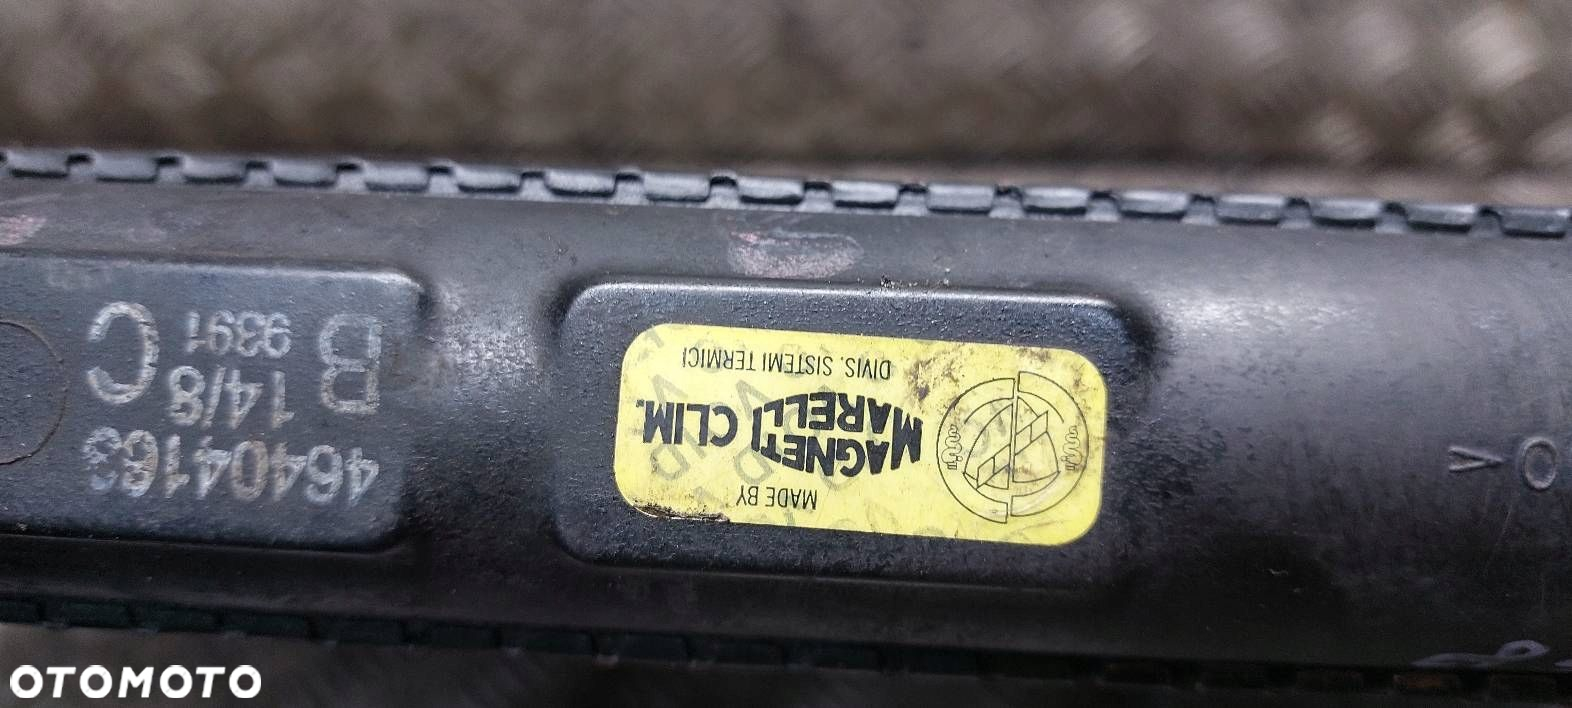 46404163
B 14/8 C
9391
MADE BY
MAGNETI
MARELLI
CLIM.
DIVIS. SISTEMI TERMICI
OTOMOTO